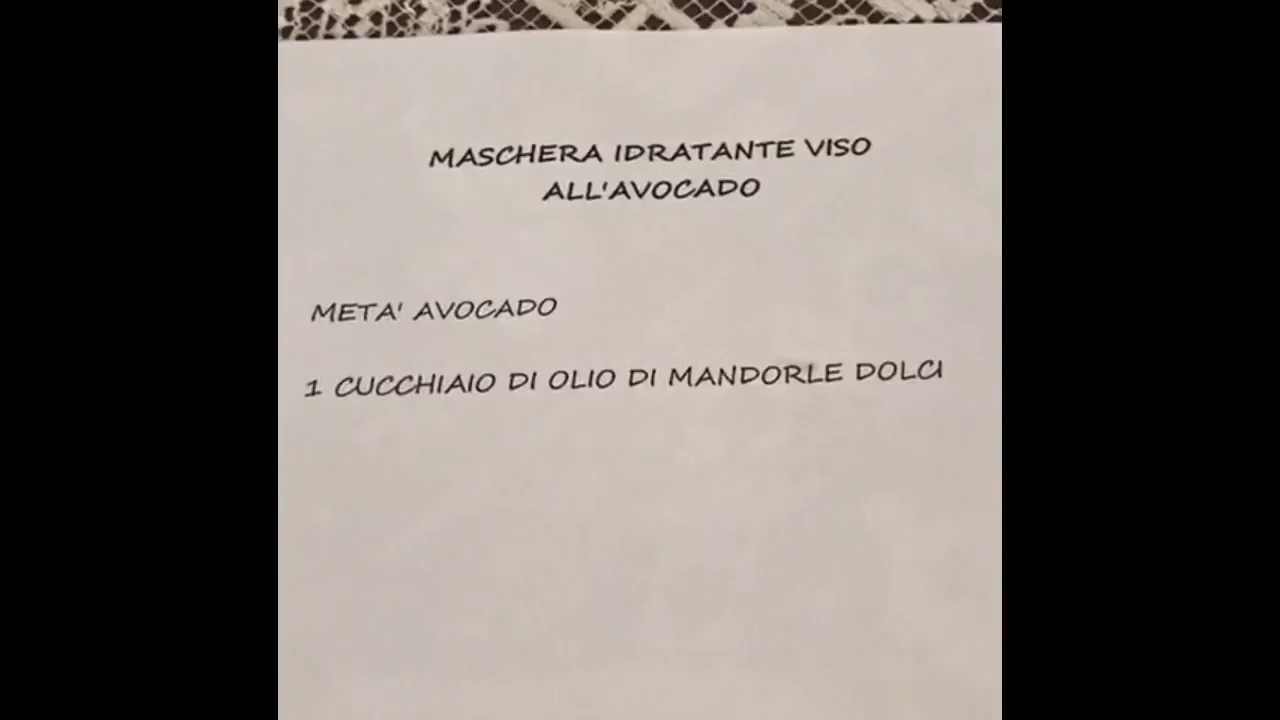 MASCHERA IDRATANTE VISO
ALL'AVOCADO
META' AVOCADO
1 CUCCHIAIO DI OLIO DI MANDORLE DOLCI